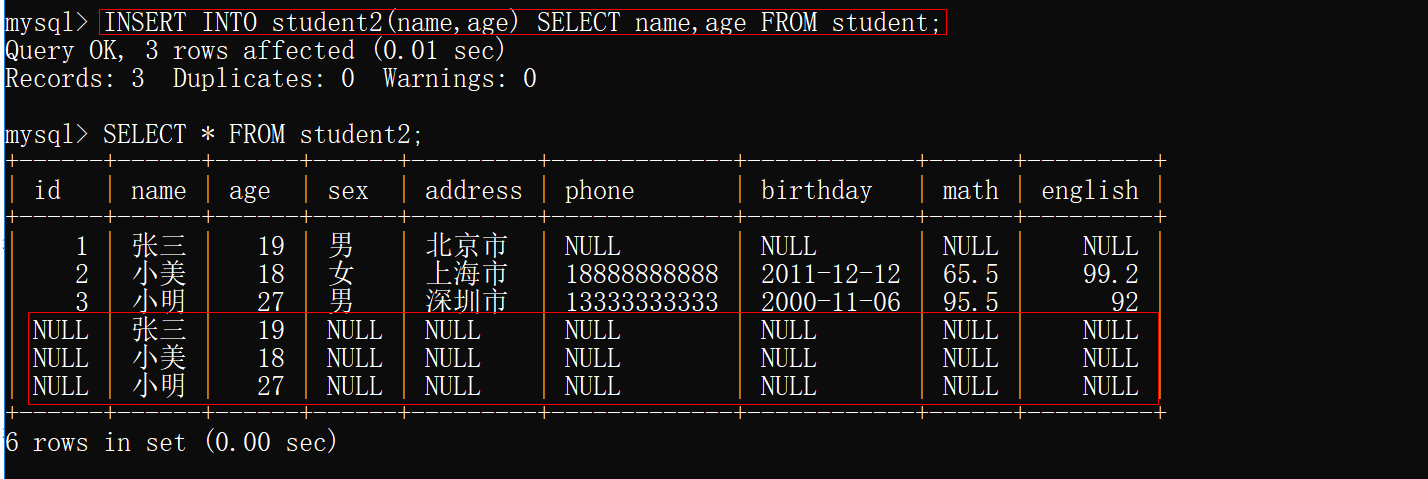 mysql> INSERT INTO student2(name,age) SELECT name,age FROM student;
Query OK, 3 rows affected (0.01 sec)
Records: 3  Duplicates: 0  Warnings: 0
mysql> SELECT * FROM student2;
+------+------+------+------+---------+-------------+------------+------+---------+
| id | name | age | sex | address | phone | birthday | math | english |
+------+------+------+------+---------+-------------+------------+------+---------+
| 1 | 张三 | 19 | 男 | 北京市 | NULL | NULL | NULL | NULL |
| 2 | 小美 | 18 | 女 | 上海市 | 18888888888 | 2011-12-12 | 65.5 | 99.2 |
| 3 | 小明 | 27 | 男 | 深圳市 | 13333333333 | 2000-11-06 | 95.5 | 92 |
| NULL | 张三 | 19 | NULL | NULL | NULL | NULL | NULL | NULL |
| NULL | 小美 | 18 | NULL | NULL | NULL | NULL | NULL | NULL |
| NULL | 小明 | 27 | NULL | NULL | NULL | NULL | NULL | NULL |
+------+------+------+------+---------+-------------+------------+------+---------+
6 rows in set (0.00 sec)